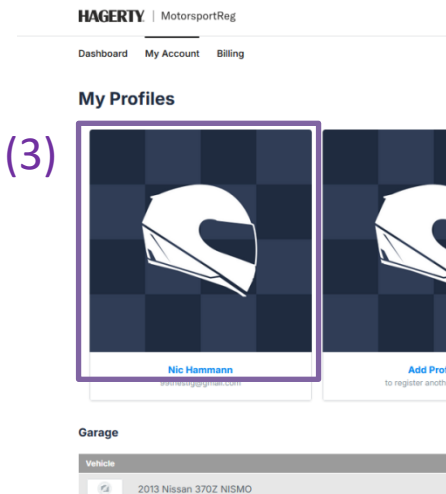 HAGERTY | MotorsportReg
Dashboard My Account Billing
My Profiles
(3)
Nic Hammann
Add Prof
to register anoth
Garage
Vehicle
2013 Nissan 370Z NISMO